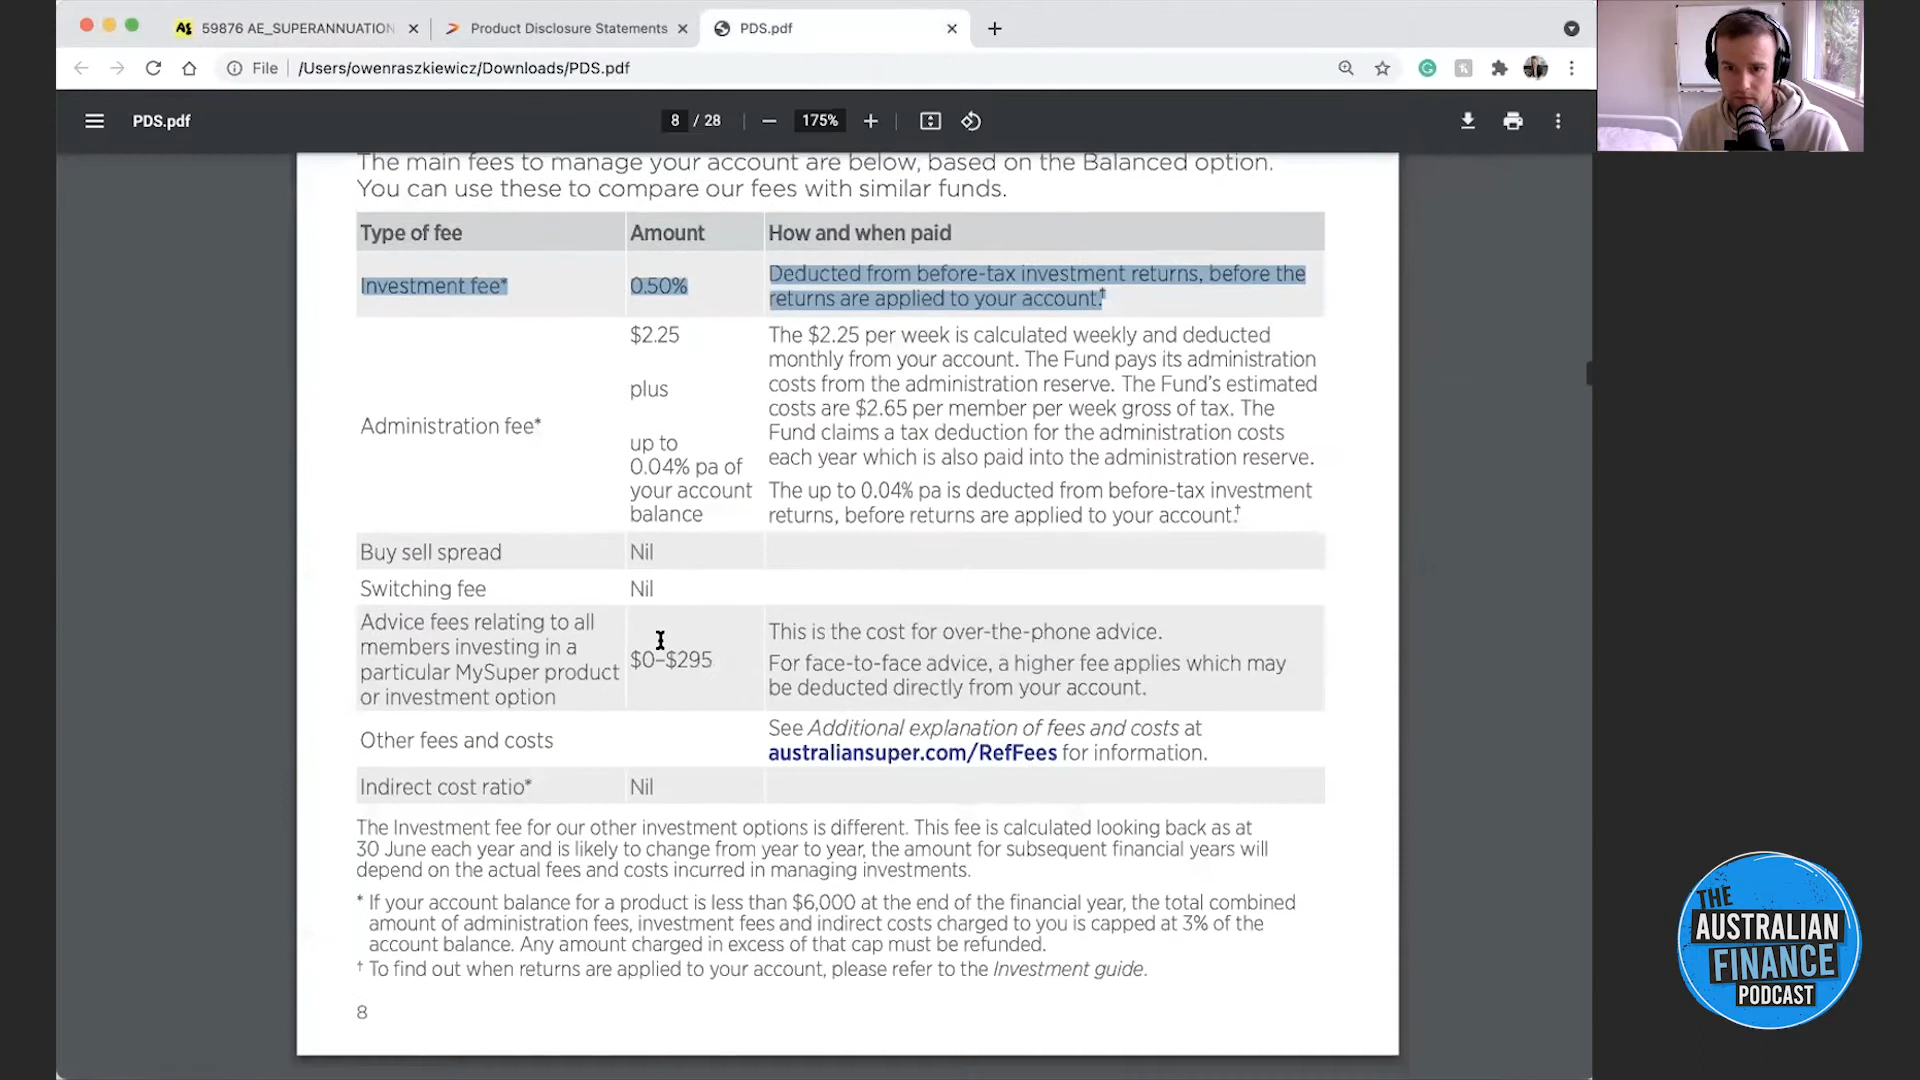 59876 AE_SUPERANNUATION
Product Disclosure Statements
PDS.pdf
File
/Users/owenraszkiewicz/Downloads/PDS.pdf
PDS.pdf
8 / 28
175%
The main fees to manage your account are below, based on the Balanced option.
You can use these to compare our fees with similar funds.
Type of fee
Amount
How and when paid
Investment fee*
0.50%
Deducted from before-tax investment returns, before the
returns are applied to your account.†
Administration fee*
$2.25
plus
up to
0.04% pa of
your account
balance
The $2.25 per week is calculated weekly and deducted
monthly from your account. The Fund pays its administration
costs from the administration reserve. The Fund's estimated
costs are $2.65 per member per week gross of tax. The
Fund claims a tax deduction for the administration costs
each year which is also paid into the administration reserve.
The up to 0.04% pa is deducted from before-tax investment
returns, before returns are applied to your account.†
Buy sell spread
Nil
Switching fee
Nil
Advice fees relating to all
members investing in a
particular MySuper product
or investment option
$0–$295
This is the cost for over-the-phone advice.
For face-to-face advice, a higher fee applies which may
be deducted directly from your account.
Other fees and costs
See Additional explanation of fees and costs at
australiansuper.com/RefFees for information.
Indirect cost ratio*
Nil
The Investment fee for our other investment options is different. This fee is calculated looking back as at
30 June each year and is likely to change from year to year, the amount for subsequent financial years will
depend on the actual fees and costs incurred in managing investments.
* If your account balance for a product is less than $6,000 at the end of the financial year, the total combined
amount of administration fees, investment fees and indirect costs charged to you is capped at 3% of the
account balance. Any amount charged in excess of that cap must be refunded.
† To find out when returns are applied to your account, please refer to the Investment guide.
8
THE
AUSTRALIAN
FINANCE
PODCAST